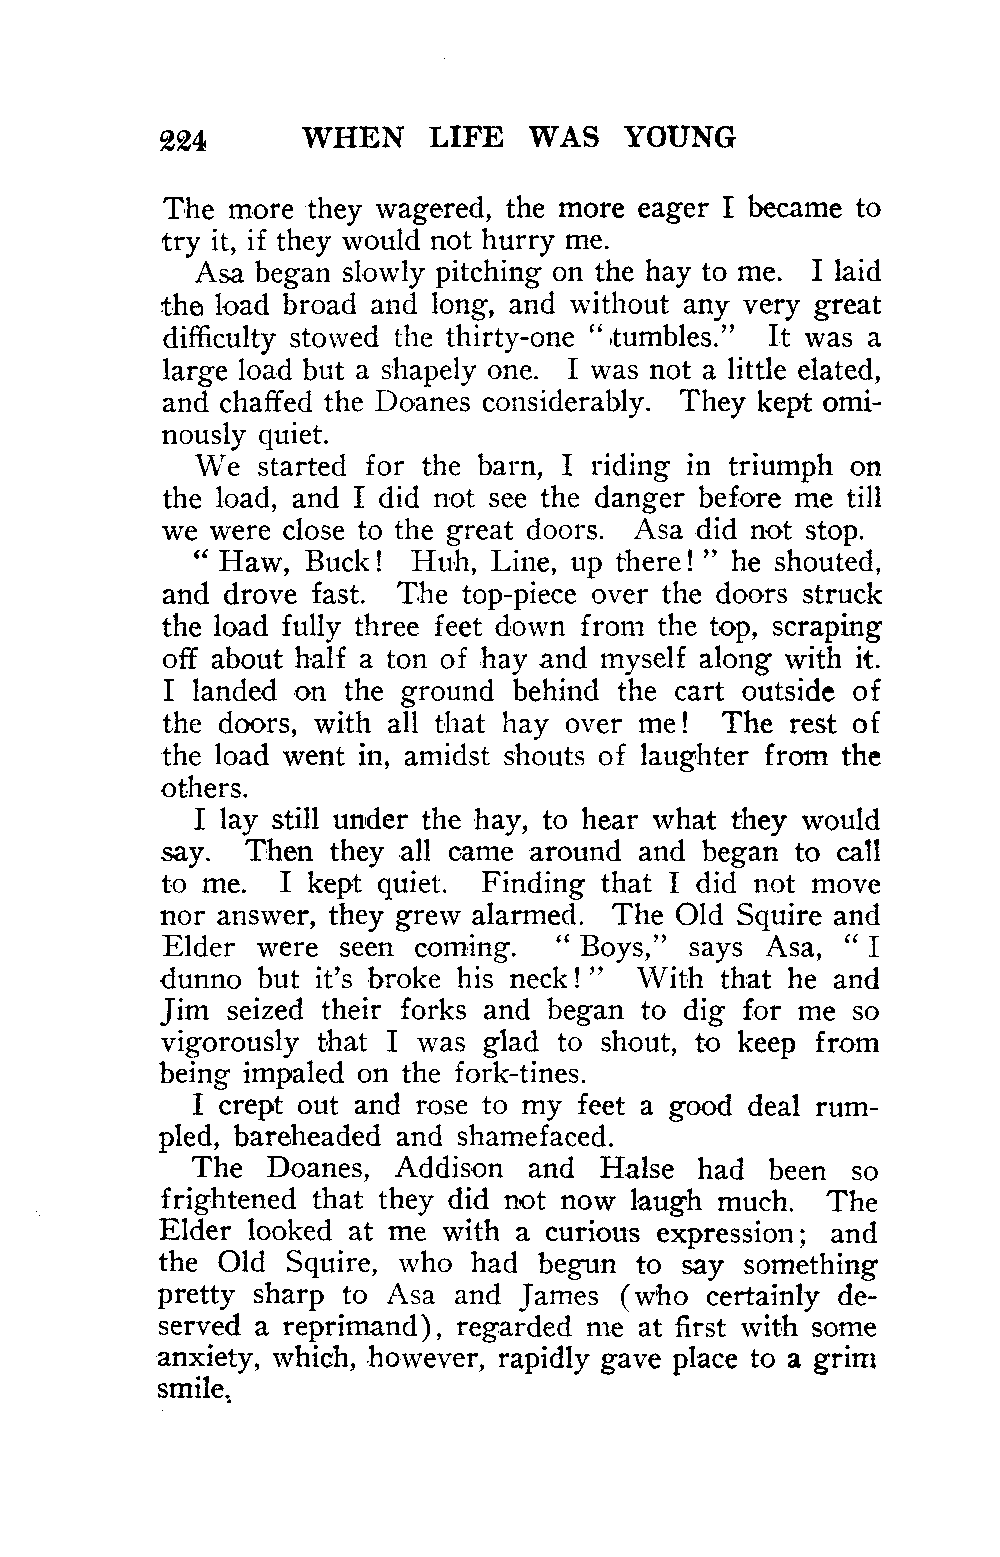 224 WHEN LIFE WAS YOUNG
The more they wagered, the more eager I became to
try it, if they would not hurry me.
Asa began slowly pitching on the hay to me. I laid
the load broad and long, and without any very great
difficulty stowed the thirty-one “tumbles.” It was a
large load but a shapely one. I was not a little elated,
and chaffed the Doanes considerably. They kept omi-
nously quiet.
We started for the barn, I riding in triumph on
the load, and I did not see the danger before me till
we were close to the great doors. Asa did not stop.
“Haw, Buck! Huh, Line, up there!” he shouted,
and drove fast. The top-piece over the doors struck
the load fully three feet down from the top, scraping
off about half a ton of hay and myself along with it.
I landed on the ground behind the cart outside of
the doors, with all that hay over me! The rest of
the load went in, amidst shouts of laughter from the
others.
I lay still under the hay, to hear what they would
say. Then they all came around and began to call
to me. I kept quiet. Finding that I did not move
nor answer, they grew alarmed. The Old Squire and
Elder were seen coming. “Boys,” says Asa, “I
dunno but it's broke his neck!” With that he and
Jim seized their forks and began to dig for me so
vigorously that I was glad to shout, to keep from
being impaled on the fork-tines.
I crept out and rose to my feet a good deal rum-
pled, bareheaded and shamefaced.
The Doanes, Addison and Halse had been so
frightened that they did not now laugh much. The
Elder looked at me with a curious expression; and
the Old Squire, who had begun to say something
pretty sharp to Asa and James (who certainly de-
served a reprimand), regarded me at first with some
anxiety, which, however, rapidly gave place to a grim
smile.